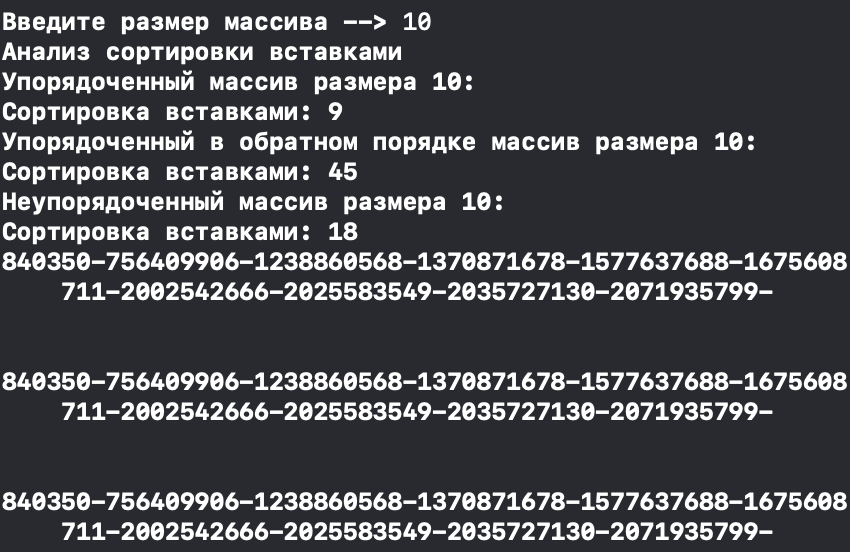 Введите размер массива --> 10
Анализ сортировки вставками
Упорядоченный массив размера 10:
Сортировка вставками: 9
Упорядоченный в обратном порядке массив размера 10:
Сортировка вставками: 45
Неупорядоченный массив размера 10:
Сортировка вставками: 18
840350-756409906-1238860568-1370871678-1577637688-1675608
711-2002542666-2025583549-2035727130-2071935799-
840350-756409906-1238860568-1370871678-1577637688-1675608
711-2002542666-2025583549-2035727130-2071935799-
840350-756409906-1238860568-1370871678-1577637688-1675608
711-2002542666-2025583549-2035727130-2071935799-